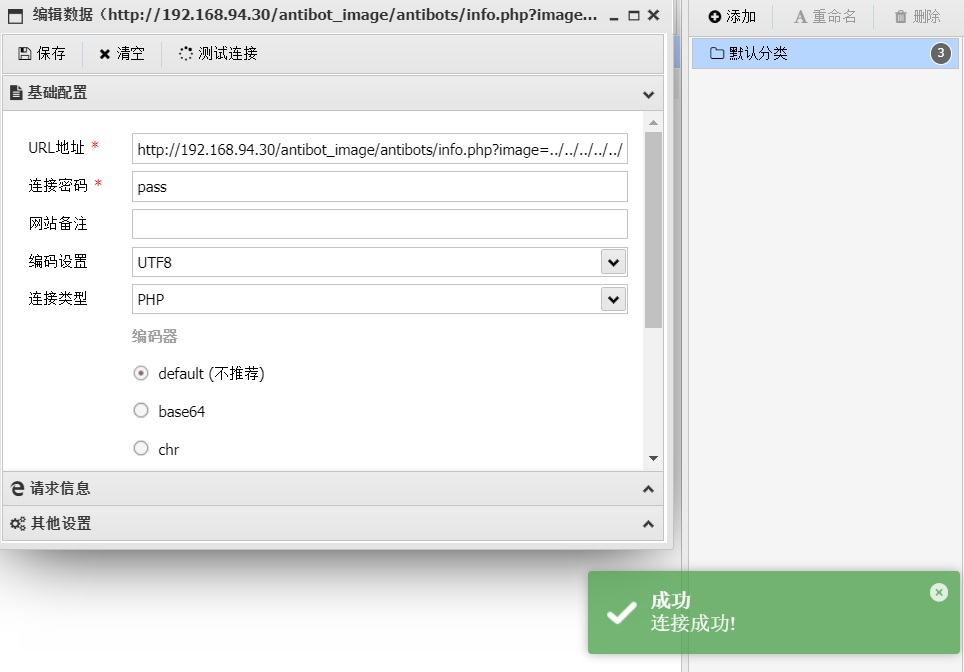 编辑数据（http://192.168.94.30/antibot_image/antibots/info.php?image...
添加 重命名 删除
保存 清空 测试连接
默认分类 3
基础配置
URL地址 * http://192.168.94.30/antibot_image/antibots/info.php?image=../../../../../
连接密码 * pass
网站备注
编码设置 UTF8
连接类型 PHP
编码器
default (不推荐)
base64
chr
请求信息
其他设置
成功
连接成功!